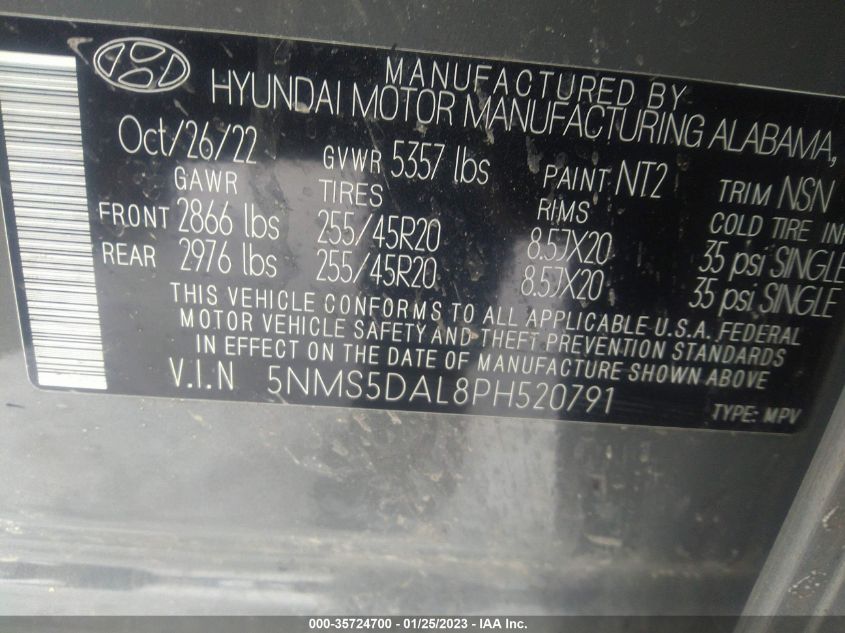 MANUFACTURED BY
HYUNDAI MOTOR MANUFACTURING ALABAMA,
Oct/26/22 GVWR 5357 lbs PAINT NT2 TRIM NSN
GAWR TIRES RIMS COLD TIRE INF
FRONT 2866 lbs 255/45R20 8.5JX20 35 psi SINGLE
REAR 2976 lbs 255/45R20 8.5JX20 35 psi SINGLE
THIS VEHICLE CONFORMS TO ALL APPLICABLE U.S.A. FEDERAL
MOTOR VEHICLE SAFETY AND THEFT PREVENTION STANDARDS
IN EFFECT ON THE DATE OF MANUFACTURE SHOWN ABOVE
V.I.N 5NMS5DAL8PH520791 TYPE: MPV
000-35724700 - 01/25/2023 - IAA Inc.